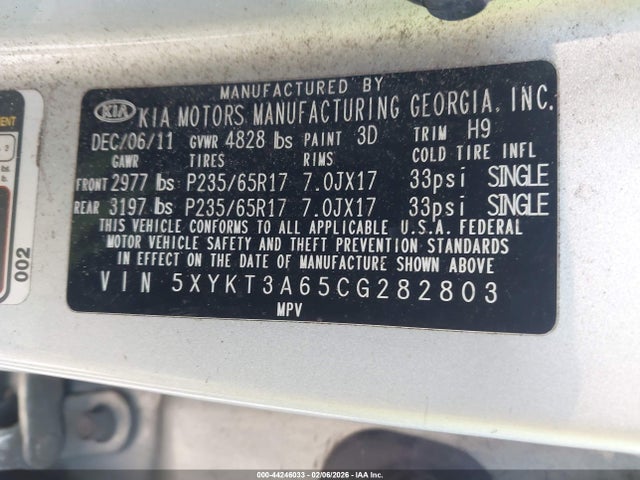 MANUFACTURED BY
KIA KIA MOTORS MANUFACTURING GEORGIA, INC.
DEC/06/11 GVWR 4828 lbs PAINT 3D TRIM H9
GAWR TIRES RIMS COLD TIRE INFL
FRONT 2977 lbs P235/65R17 7.0JX17 33psi SINGLE
REAR 3197 lbs P235/65R17 7.0JX17 33psi SINGLE
THIS VEHICLE CONFORMS TO ALL APPLICABLE U.S.A. FEDERAL
MOTOR VEHICLE SAFETY AND THEFT PREVENTION STANDARDS
IN EFFECT ON THE DATE OF MANUFACTURE SHOWN ABOVE
VIN 5XYKT3A65CG282803
MPV
002
000-44246033 - 02/06/2026 - IAA Inc.